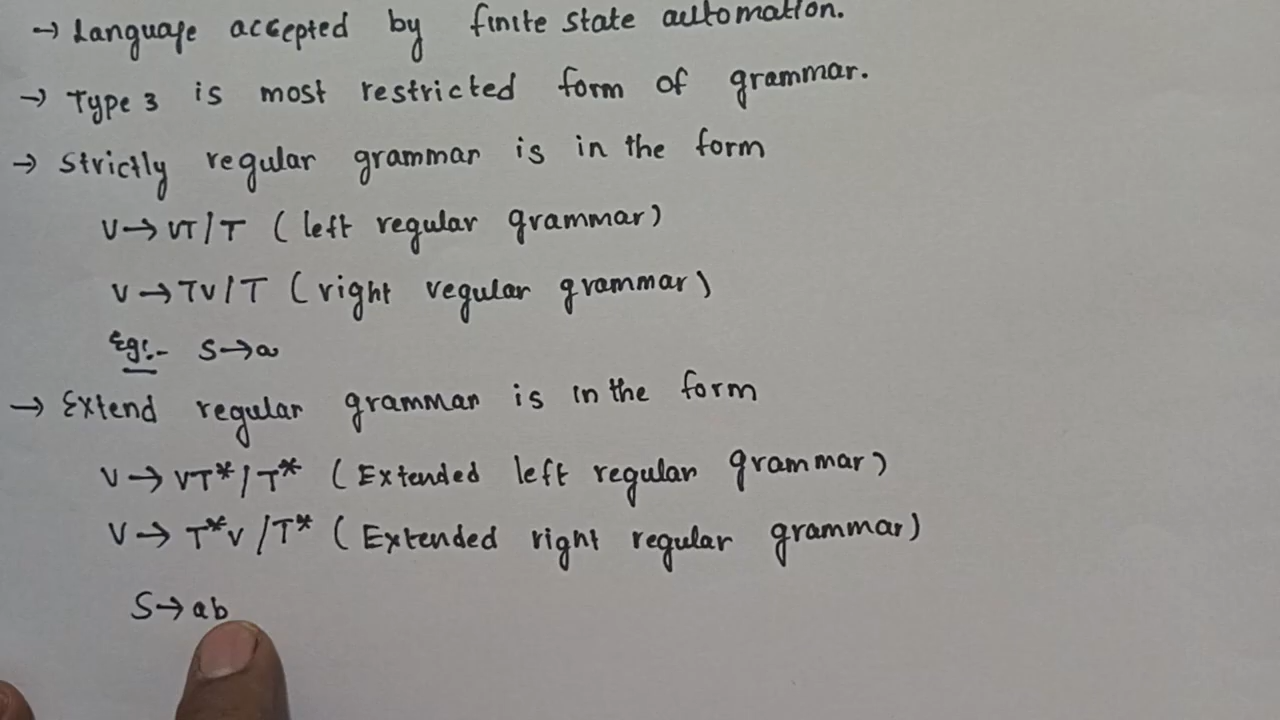 → Language accepted by finite state automation.
→ Type 3 is most restricted form of grammar.
→ Strictly regular grammar is in the form
V→VT/T (left regular grammar)
V→TV/T (right regular grammar)
Eg:- S→a
→ Extend regular grammar is in the form
V→VT*/T* (Extended left regular grammar)
V→T*V/T* (Extended right regular grammar)
S→ab